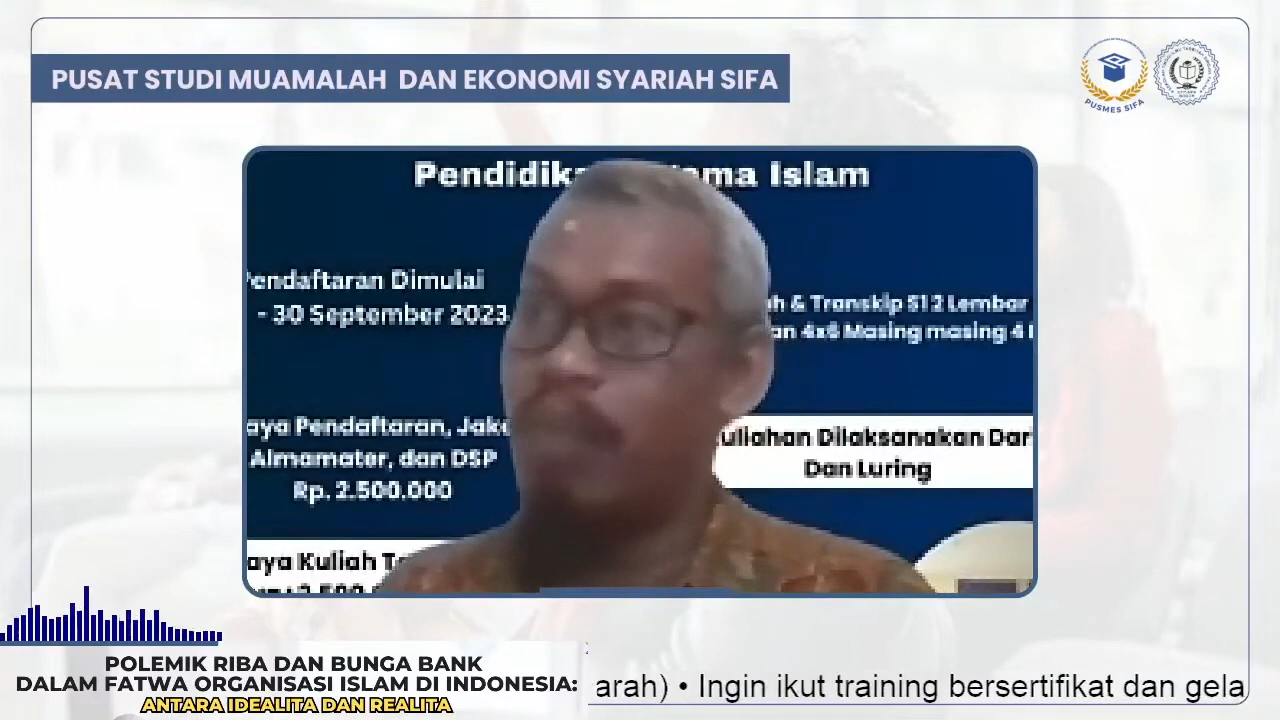 PUSAT STUDI MUAMALAH DAN EKONOMI SYARIAH SIFA
PUSMES SIFA
Pendidika ama Islam
endaftaran Dimulai
- 30 September 2023
h & Transkip S1 2 Lembar
an 4x6 Masing masing 4
aya Pendaftaran, Jak
Almamater, dan DSP
Rp. 2.500.000
uliahan Dilaksanakan Dar
Dan Luring
aya Kuliah
POLEMIK RIBA DAN BUNGA BANK
DALAM FATWA ORGANISASI ISLAM DI INDONESIA:
ANTARA IDEALITA DAN REALITA
arah) • Ingin ikut training bersertifikat dan gela